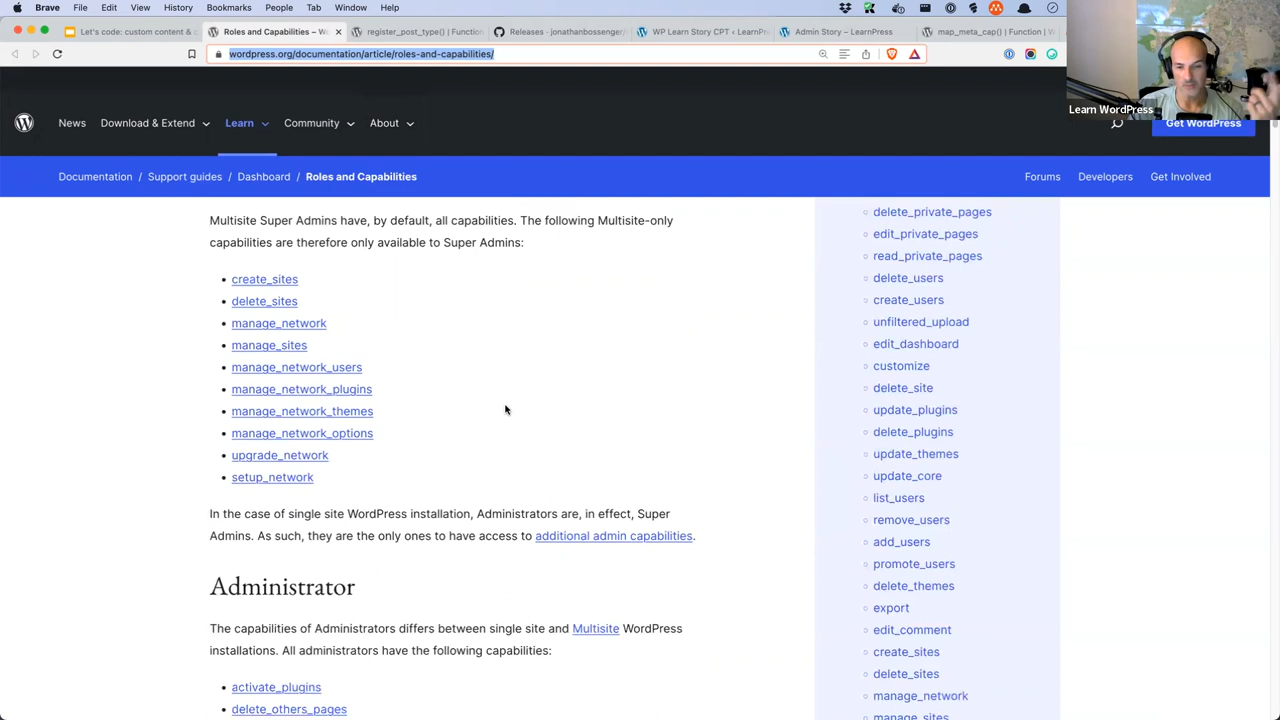 Brave File Edit View History Bookmarks People Tab Window Help
Let's code: custom content &
Roles and Capabilities – W
register_post_type() | Function
Releases · jonathanbossenger/
WP Learn Story CPT ‹ LearnPr
Admin Story – LearnPress
map_meta_cap() | Function |
wordpress.org/documentation/article/roles-and-capabilities/
Learn WordPress
News Download & Extend Learn Community About
Get WordPress
Documentation / Support guides / Dashboard / Roles and Capabilities
Forums Developers Get Involved
Multisite Super Admins have, by default, all capabilities. The following Multisite-only
capabilities are therefore only available to Super Admins:
• create_sites
• delete_sites
• manage_network
• manage_sites
• manage_network_users
• manage_network_plugins
• manage_network_themes
• manage_network_options
• upgrade_network
• setup_network
In the case of single site WordPress installation, Administrators are, in effect, Super
Admins. As such, they are the only ones to have access to additional admin capabilities.
Administrator
The capabilities of Administrators differs between single site and Multisite WordPress
installations. All administrators have the following capabilities:
• activate_plugins
• delete_others_pages
delete_private_pages
edit_private_pages
read_private_pages
delete_users
create_users
unfiltered_upload
edit_dashboard
customize
delete_site
update_plugins
delete_plugins
update_themes
update_core
list_users
remove_users
add_users
promote_users
delete_themes
export
edit_comment
create_sites
delete_sites
manage_network
manage_sites